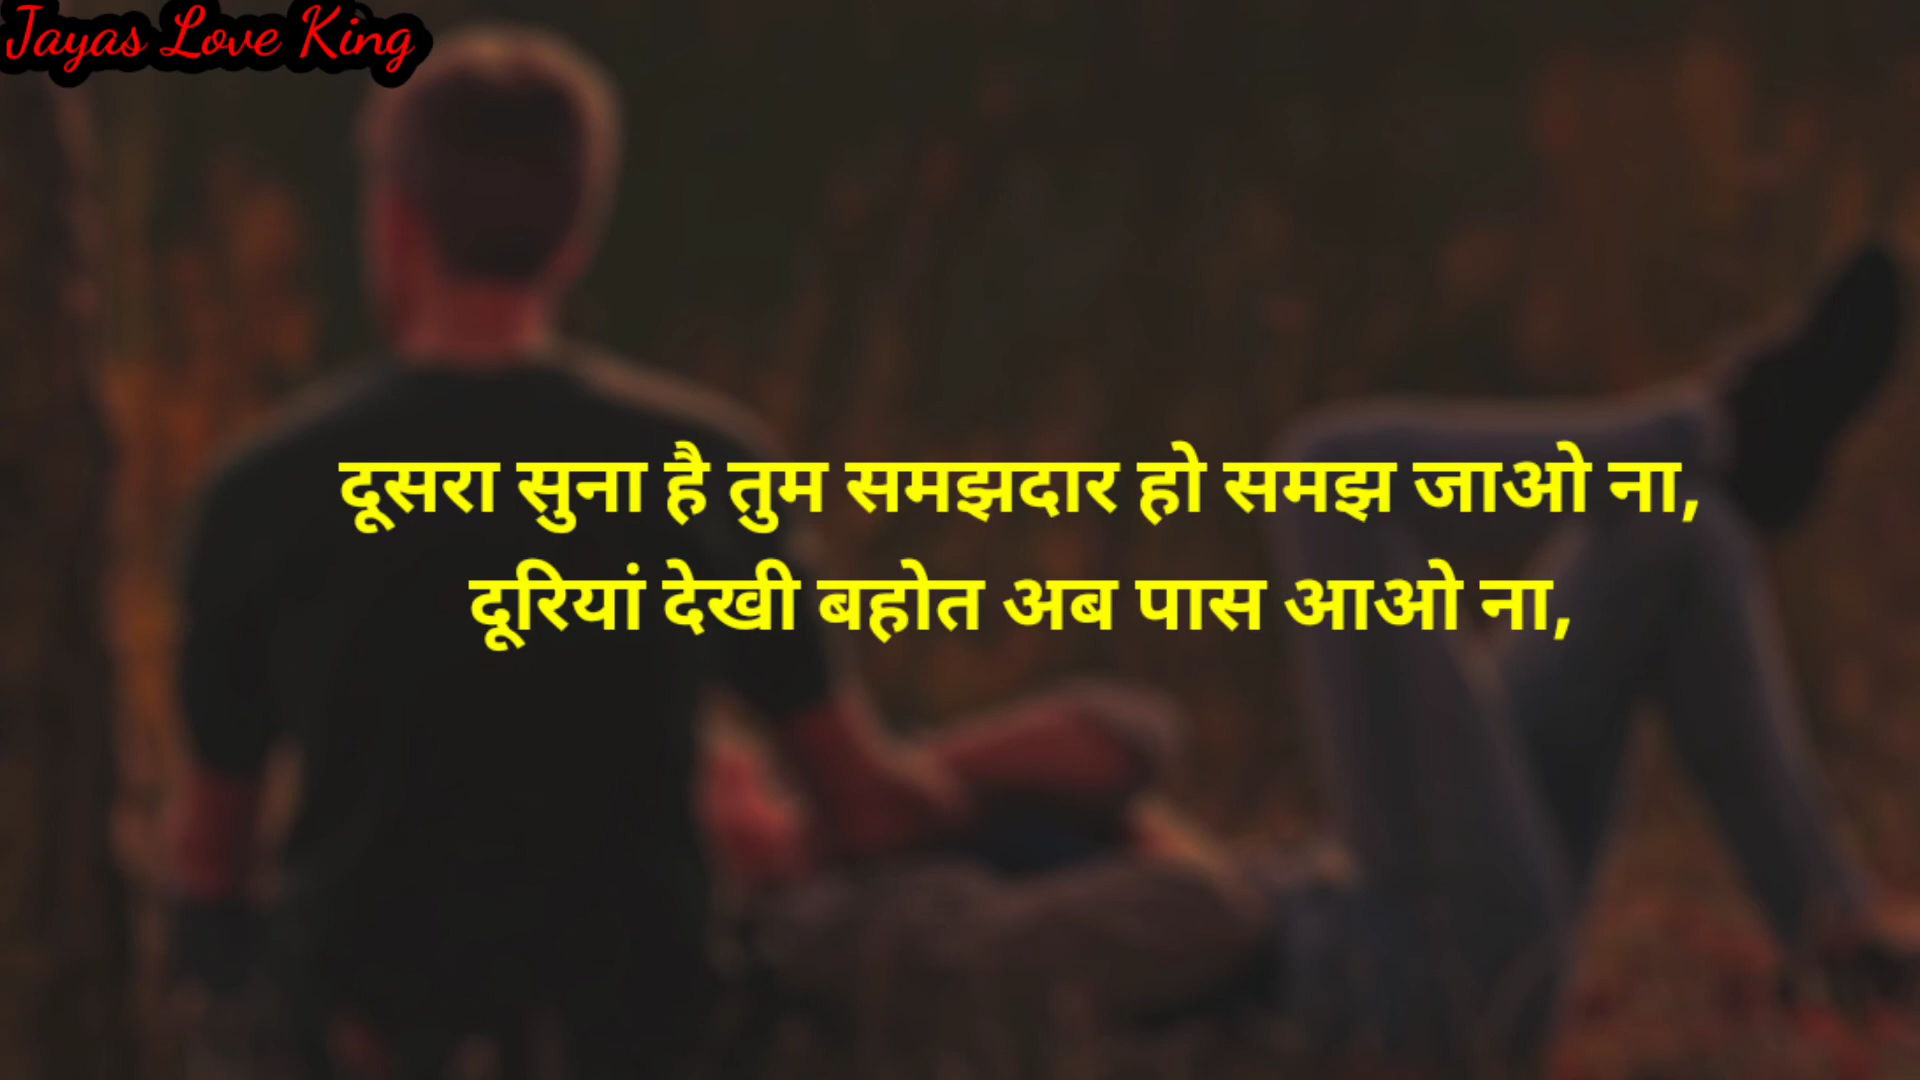 Jayas Love King
दूसरा सुना है तुम समझदार हो समझ जाओ ना,
दूरियां देखी बहोत अब पास आओ ना,